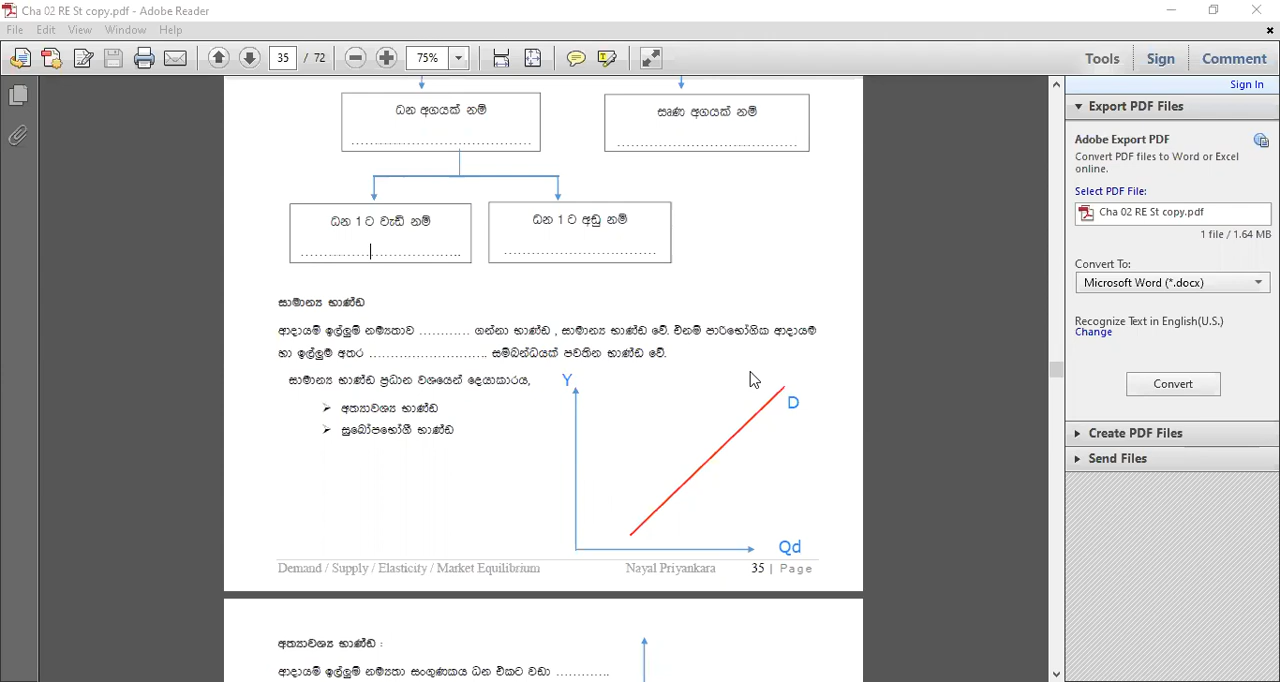 Cha 02 RE St copy.pdf - Adobe Reader
File Edit View Window Help
35 / 72 75% Tools Sign Comment
Sign In
Export PDF Files
Adobe Export PDF
Convert PDF files to Word or Excel
online.
Select PDF File:
Cha 02 RE St copy.pdf
1 file / 1.64 MB
Convert To:
Microsoft Word (*.docx)
Recognize Text in English(U.S.)
Change
Convert
Create PDF Files
Send Files
ධන අගයක් නම්
....................................
සෘණ අගයක් නම්
....................................
ධන 1 ට වැඩි නම්
................................
ධන 1 ට අඩු නම්
................................
සාමාන්‍ය භාණ්ඩ
ආදායම් ඉල්ලුම් නම්‍යතාව ............ ගන්නා භාණ්ඩ , සාමාන්‍ය භාණ්ඩ වේ. එනම් පාරිභෝගික ආදායම
හා ඉල්ලුම අතර ............................ සම්බන්ධයක් පවතින භාණ්ඩ වේ.
සාමාන්‍ය භාණ්ඩ ප්‍රධාන වශයෙන් දෙයාකාරය,
➢ අත්‍යාවශ්‍ය භාණ්ඩ
➢ සුඛෝපභෝගී භාණ්ඩ
Y
D
Qd
Demand / Supply / Elasticity / Market Equilibrium Nayal Priyankara 35 | Page
අත්‍යාවශ්‍ය භාණ්ඩ :
ආදායම් ඉල්ලුම් නම්‍යතා සංගුණකය ධන එකට වඩා .............